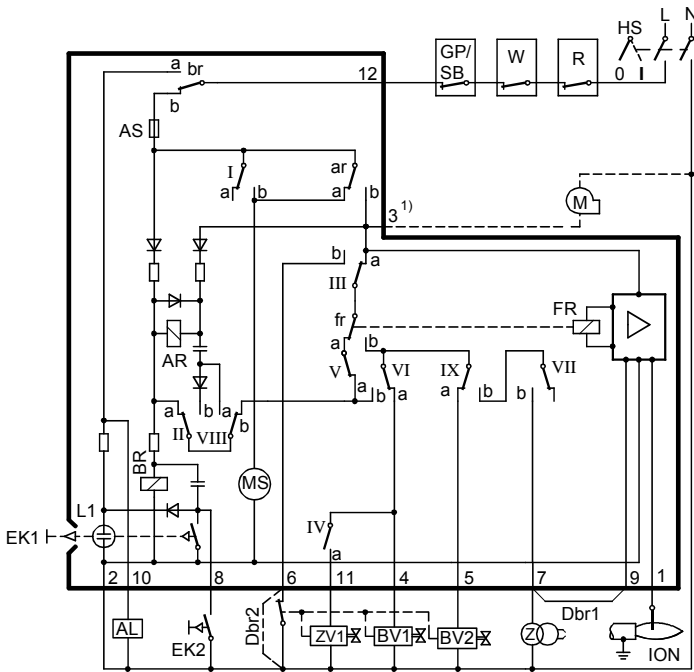 HS L N
GP/ SB W R
0 I
a br
b
12
AS
I ar
a b a b
3 1)
M
b a
III
fr
FR
a b
AR
V VI IX VII
a b a a b b
a b a b
II VIII
BR
MS
L1
EK1
IV
a
2 10 8 6 11 4 5 7 9 1
Dbr1
Dbr2
AL
EK2
ZV1 BV1 BV2 Z
ION